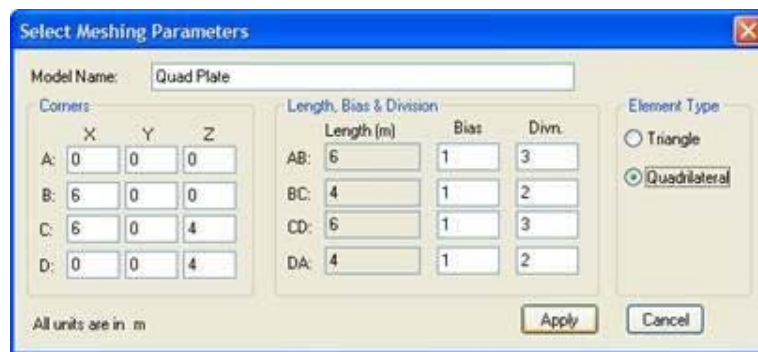 Select Meshing Parameters
Model Name: Quad Plate
Corners
X Y Z
A: 0 0 0
B: 6 0 0
C: 6 0 4
D: 0 0 4
Length, Bias & Division
Length (m) Bias Divn.
AB: 6 1 3
BC: 4 1 2
CD: 6 1 3
DA: 4 1 2
Element Type
Triangle
Quadrilateral
All units are in m
Apply
Cancel